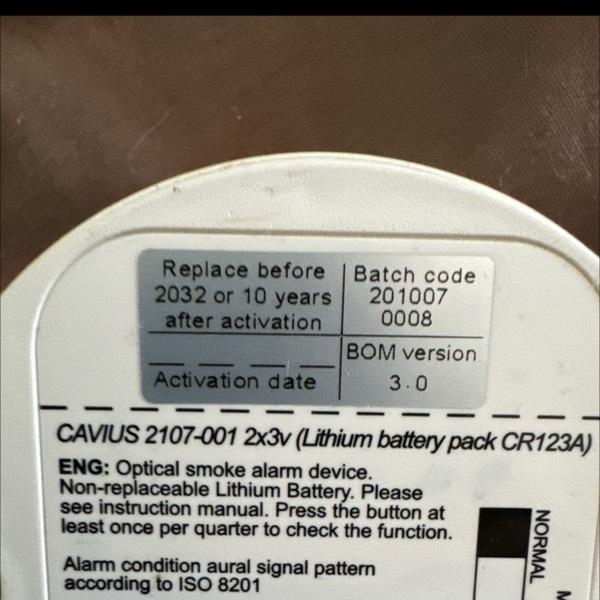 Replace before
2032 or 10 years
after activation
Activation date
Batch code
201007
0008
BOM version
3.0
CAVIUS 2107-001 2x3v (Lithium battery pack CR123A)
ENG: Optical smoke alarm device.
Non-replaceable Lithium Battery. Please
see instruction manual. Press the button at
least once per quarter to check the function.
Alarm condition aural signal pattern
according to ISO 8201
NORMAL